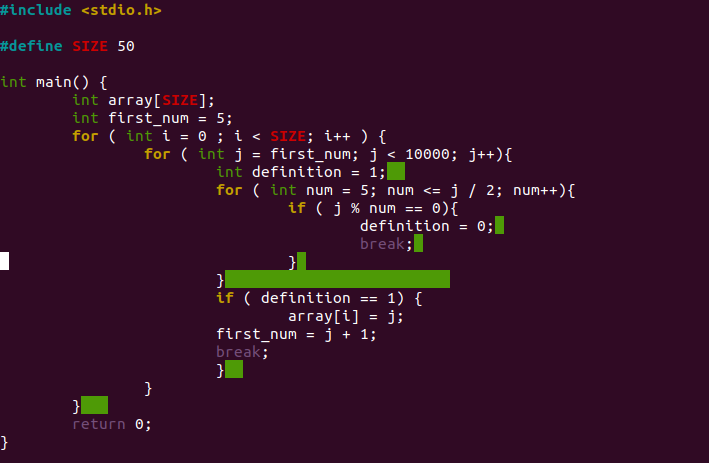 #include <stdio.h>

#define SIZE 50

int main() {
        int array[SIZE];
        int first_num = 5;
        for ( int i = 0 ; i < SIZE; i++ ) {
                for ( int j = first_num; j < 10000; j++){
                        int definition = 1;
                        for ( int num = 5; num <= j / 2; num++){
                                if ( j % num == 0){
                                        definition = 0;
                                        break;
                                }
                        }
                        if ( definition == 1) {
                                array[i] = j;
                        first_num = j + 1;
                        break;
                        }
                }
        }
        return 0;
}